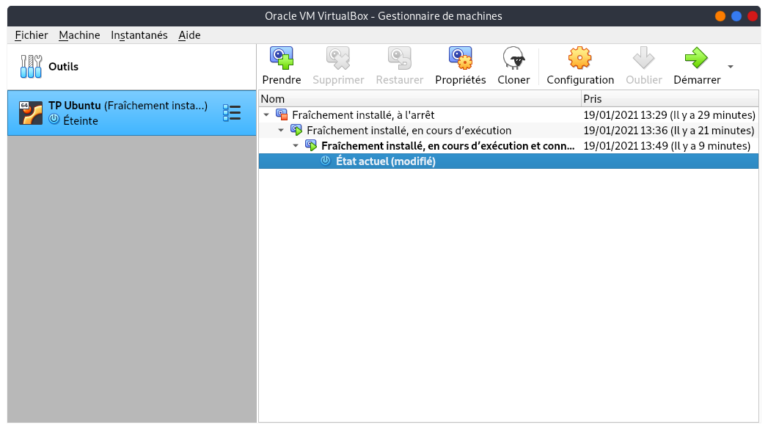 Oracle VM VirtualBox - Gestionnaire de machines
Fichier Machine Instantanés Aide
Outils
Prendre Supprimer Restaurer Propriétés Cloner Configuration Oublier Démarrer
TP Ubuntu (Fraîchement insta...)
Éteinte
Nom Pris
Fraîchement installé, à l'arrêt 19/01/2021 13:29 (Il y a 29 minutes)
Fraîchement installé, en cours d'exécution 19/01/2021 13:36 (Il y a 21 minutes)
Fraîchement installé, en cours d'exécution et conn... 19/01/2021 13:49 (Il y a 9 minutes)
État actuel (modifié)